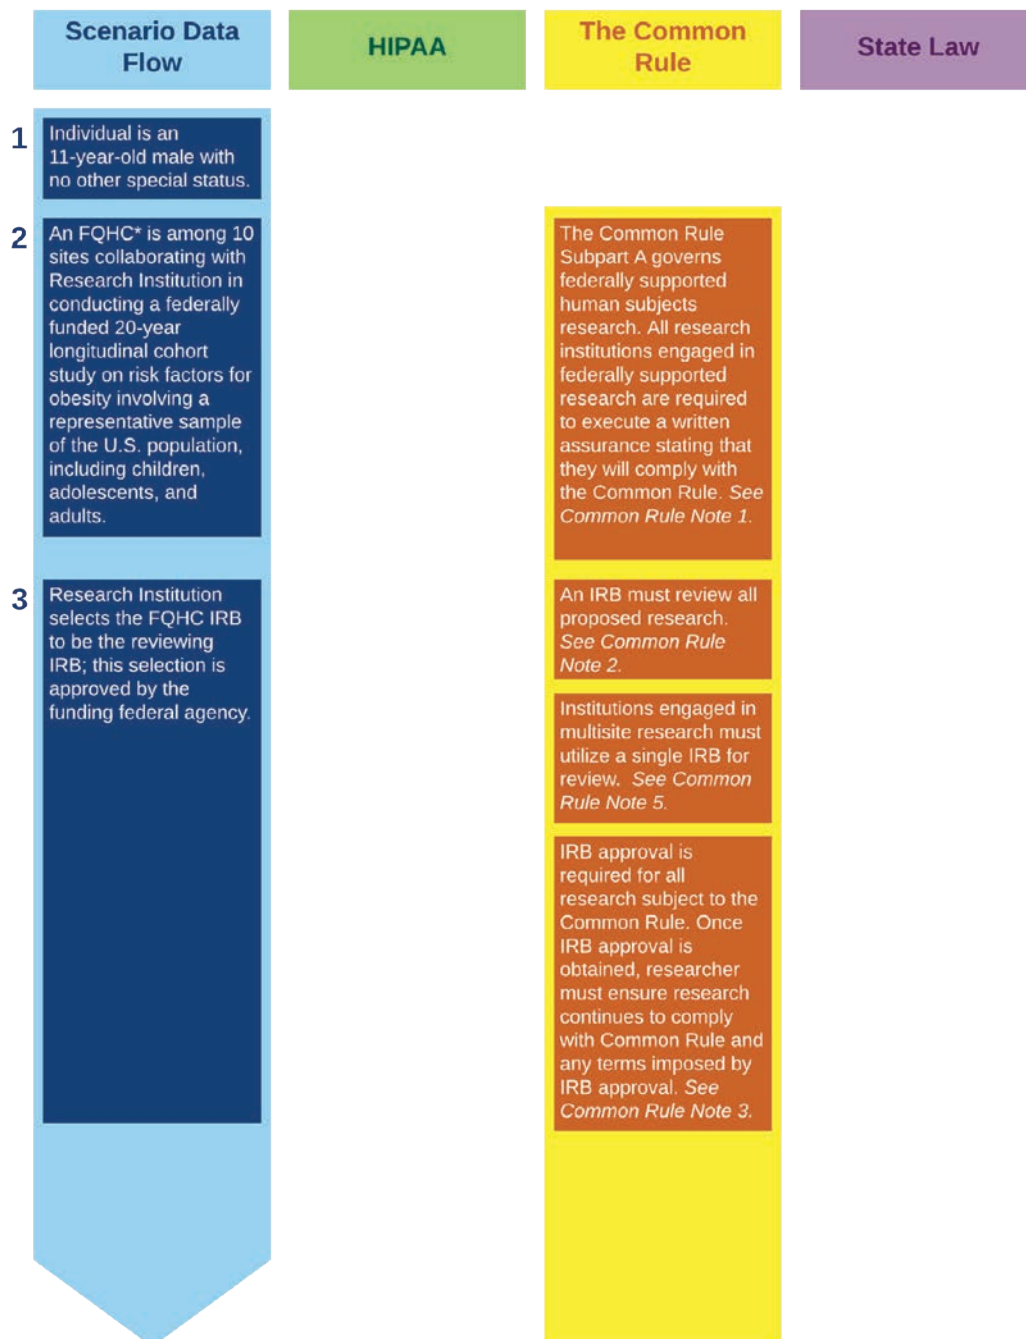 Scenario Data
Flow
HIPAA
The Common
Rule
State Law
1
Individual is an
11-year-old male with
no other special status.
2
An FQHC* is among 10
sites collaborating with
Research Institution in
conducting a federally
funded 20-year
longitudinal cohort
study on risk factors for
obesity involving a
representative sample
of the U.S. population,
including children,
adolescents, and
adults.
The Common Rule
Subpart A governs
federally supported
human subjects
research. All research
institutions engaged in
federally supported
research are required
to execute a written
assurance stating that
they will comply with
the Common Rule. See
Common Rule Note 1.
3
Research Institution
selects the FQHC IRB
to be the reviewing
IRB; this selection is
approved by the
funding federal agency.
An IRB must review all
proposed research.
See Common Rule
Note 2.
Institutions engaged in
multisite research must
utilize a single IRB for
review. See Common
Rule Note 5.
IRB approval is
required for all
research subject to the
Common Rule. Once
IRB approval is
obtained, researcher
must ensure research
continues to comply
with Common Rule and
any terms imposed by
IRB approval. See
Common Rule Note 3.